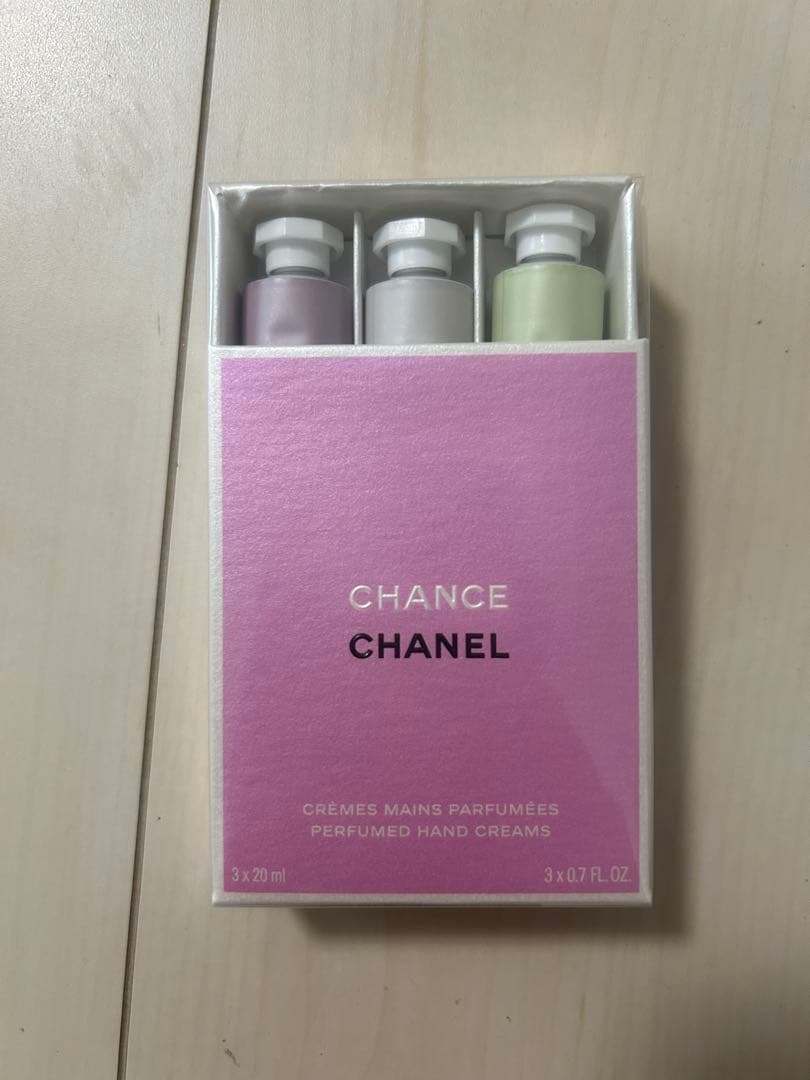 CHANCE
CHANEL
CRÈMES MAINS PARFUMÉES
PERFUMED HAND CREAMS
3 x 20 ml
3 x 0.7 FL. OZ.